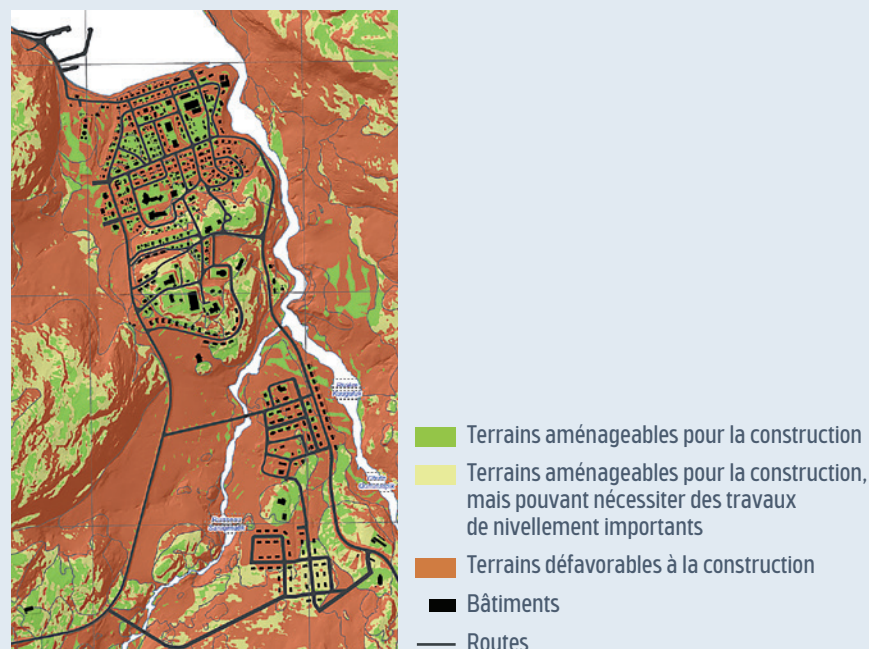 Terrains aménageables pour la construction
Terrains aménageables pour la construction,
mais pouvant nécessiter des travaux
de nivellement importants
Terrains défavorables à la construction
Bâtiments
Routes